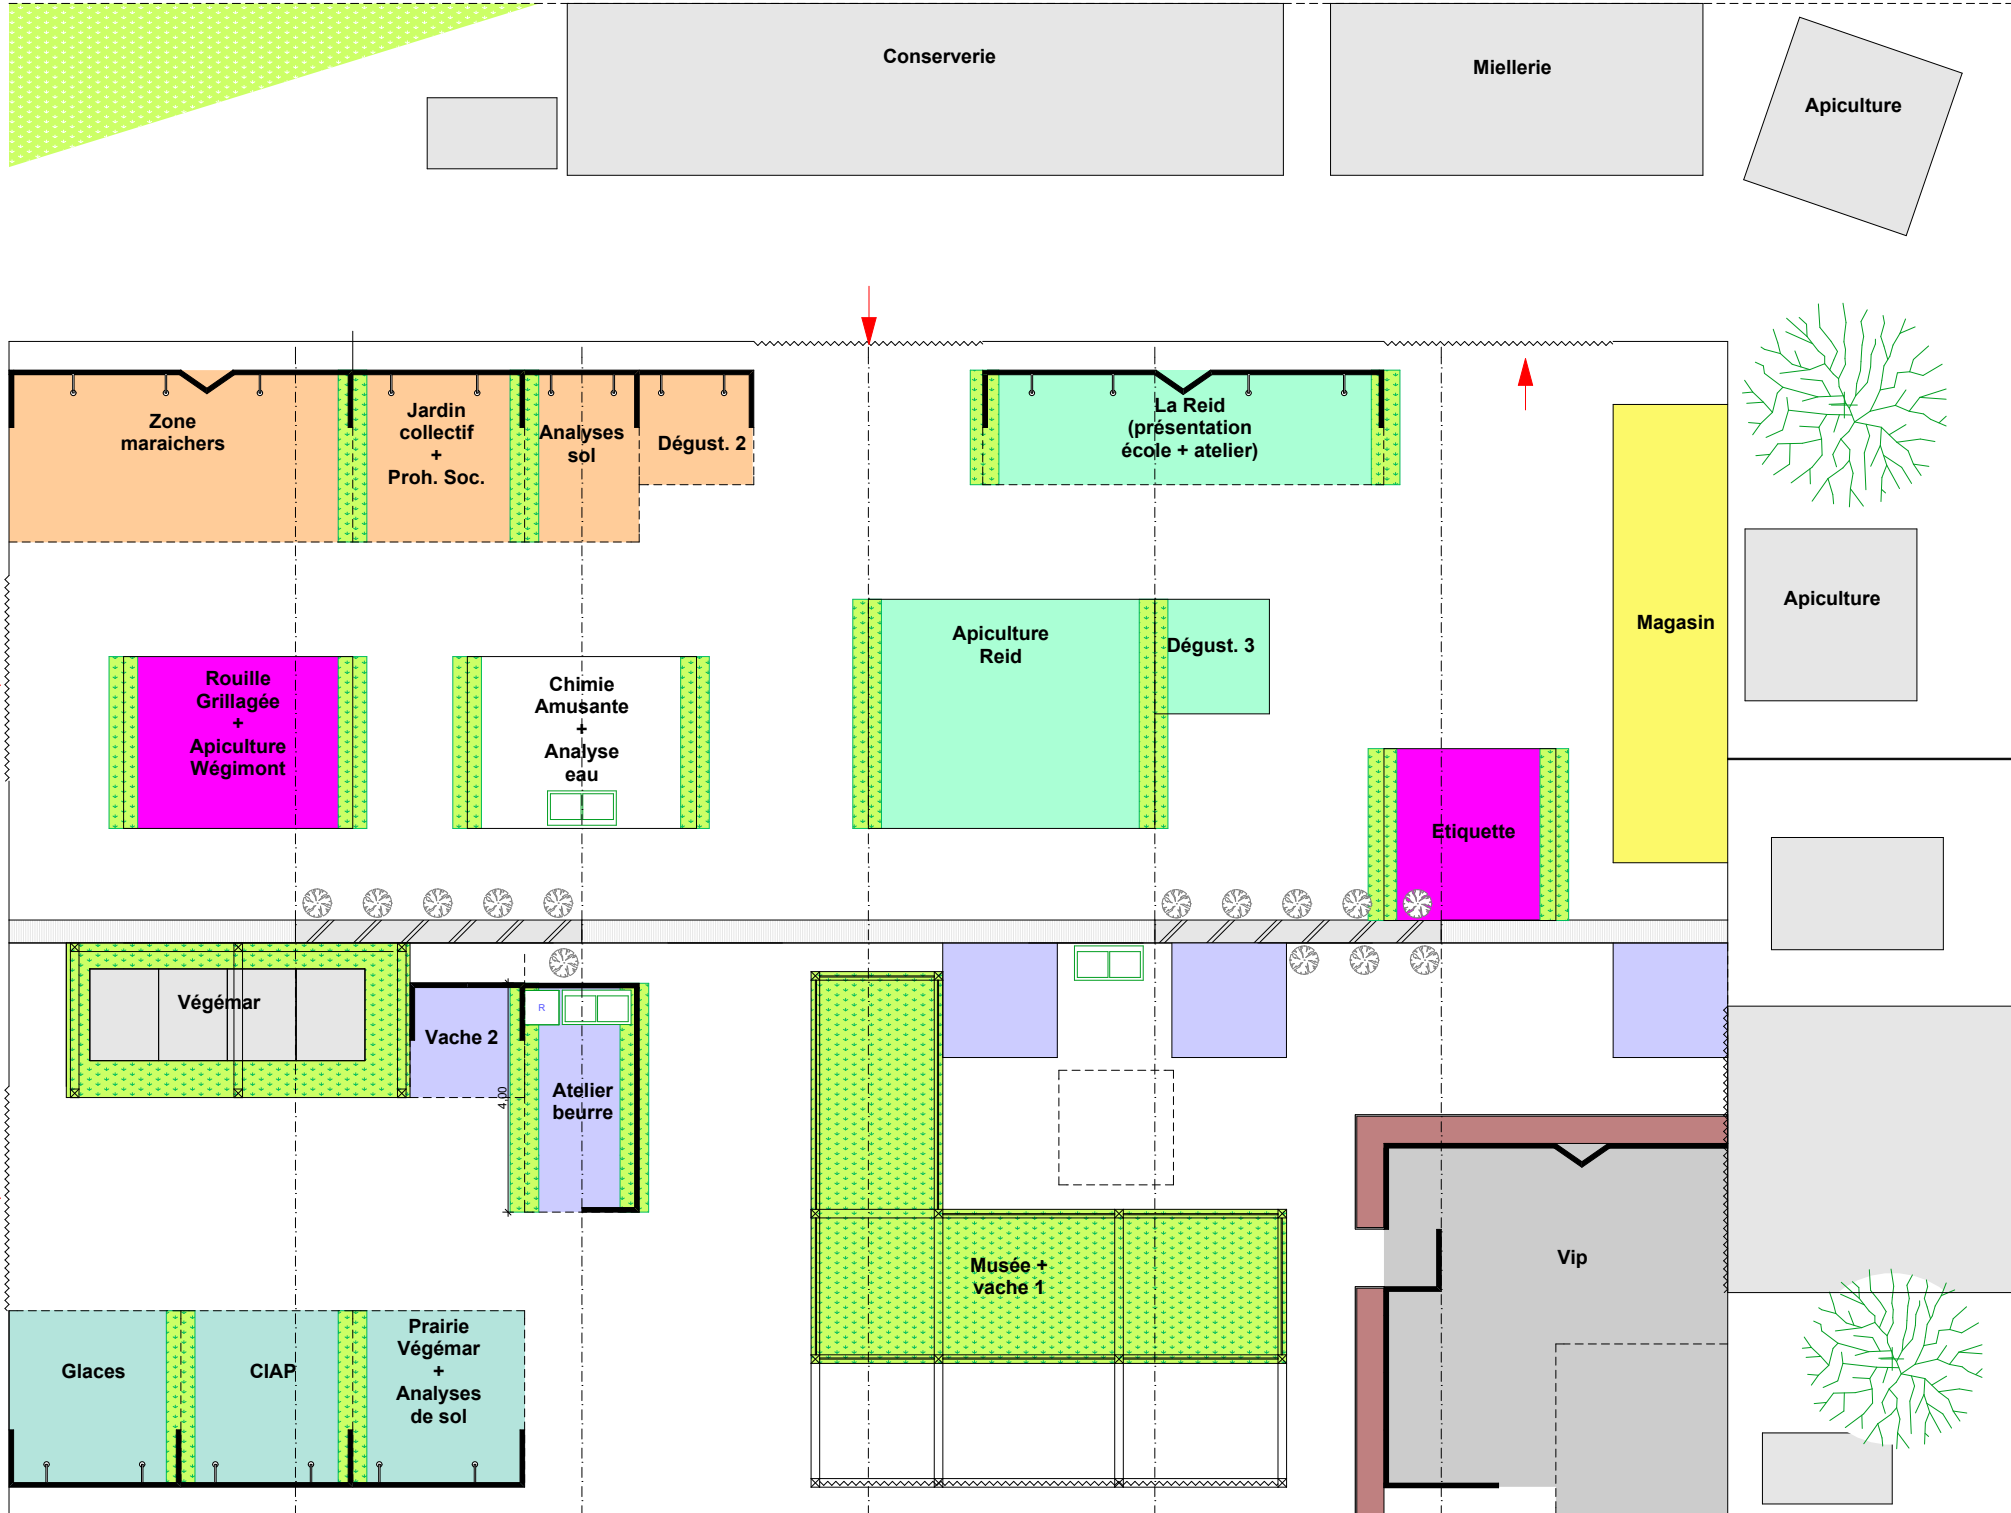 Conserverie
Miellerie
Apiculture
Zone
maraichers
Jardin
collectif
+
Proh. Soc.
Analyses
sol
Dégust. 2
La Reid
(présentation
école + atelier)
Rouille
Grillagée
+
Apiculture
Wégimont
Chimie
Amusante
+
Analyse
eau
Apiculture
Reid
Dégust. 3
Magasin
Apiculture
Etiquette
Végémar
Vache 2
R
4.00
Atelier
beurre
Musée +
vache 1
Vip
Glaces
CIAP
Prairie
Végémar
+
Analyses
de sol